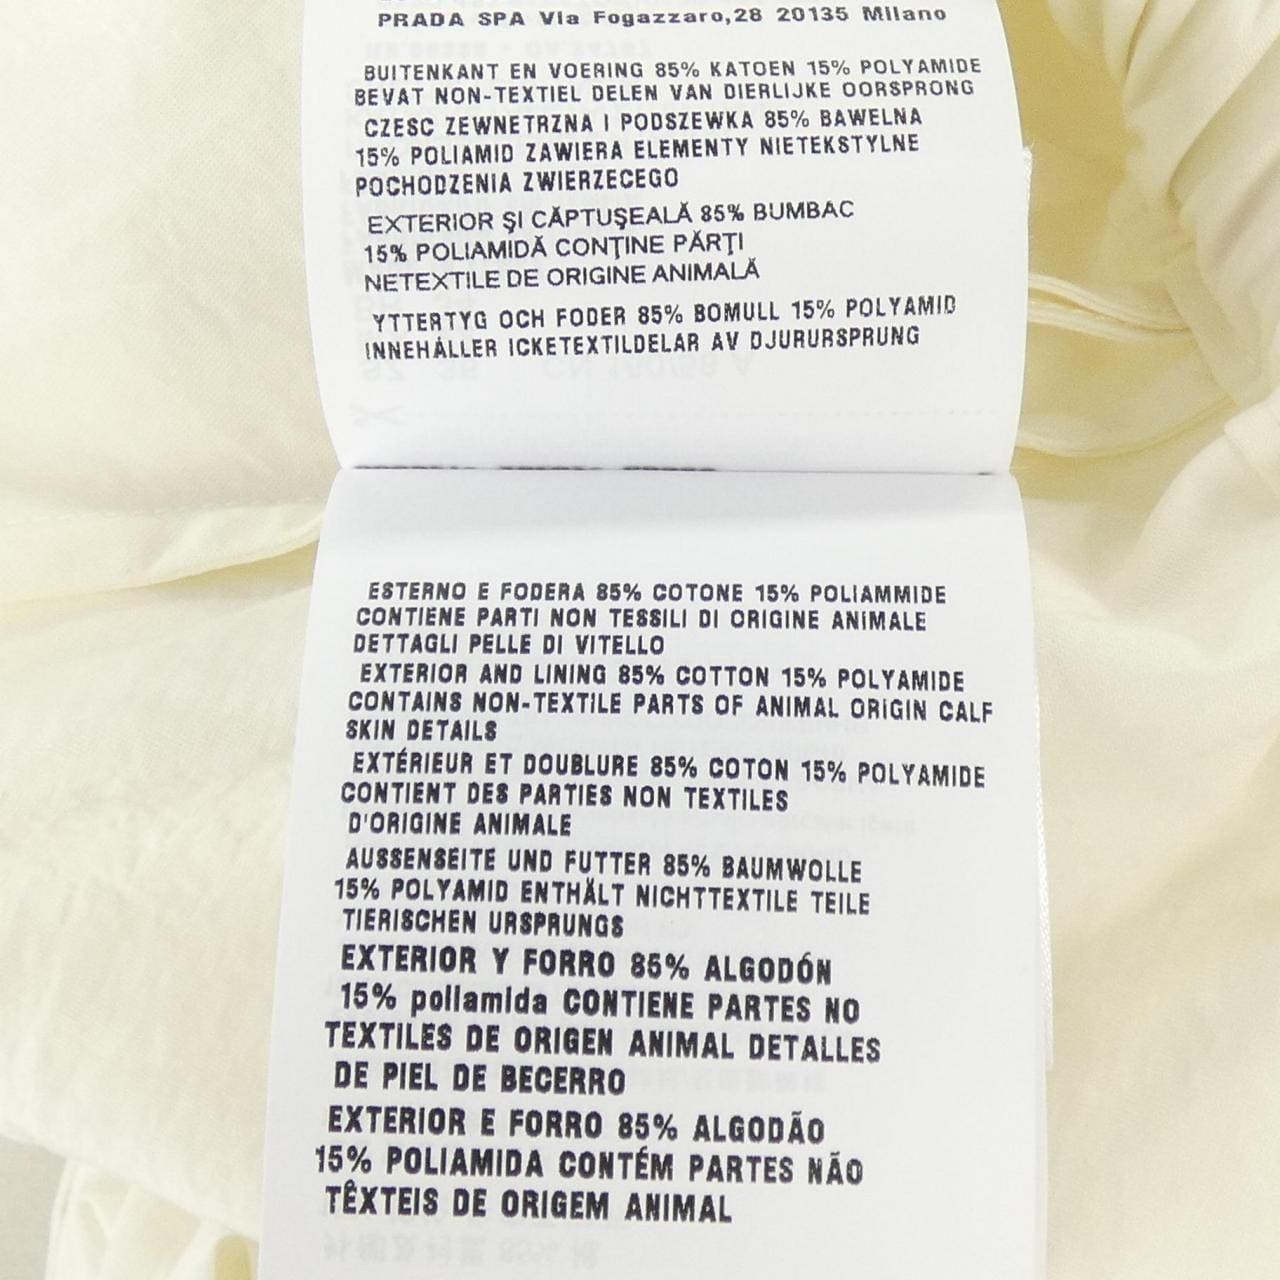 PRADA SPA Via Fogazzaro,28 20135 Milano
BUITENKANT EN VOERING 85% KATOEN 15% POLYAMIDE
BEVAT NON-TEXTIEL DELEN VAN DIERLIJKE OORSPRONG
CZESC ZEWNETRZNA I PODSZEWKA 85% BAWELNA
15% POLIAMID ZAWIERA ELEMENTY NIETEKSTYLNE
POCHODZENIA ZWIERZECEGO
EXTERIOR ŞI CĂPTUŞEALĂ 85% BUMBAC
15% POLIAMIDĂ CONŢINE PĂRŢI
NETEXTILE DE ORIGINE ANIMALĂ
YTTERTYG OCH FODER 85% BOMULL 15% POLYAMID
INNEHÅLLER ICKETEXTILDELAR AV DJURURSPRUNG
ESTERNO E FODERA 85% COTONE 15% POLIAMMIDE
CONTIENE PARTI NON TESSILI DI ORIGINE ANIMALE
DETTAGLI PELLE DI VITELLO
EXTERIOR AND LINING 85% COTTON 15% POLYAMIDE
CONTAINS NON-TEXTILE PARTS OF ANIMAL ORIGIN CALF
SKIN DETAILS
EXTÉRIEUR ET DOUBLURE 85% COTON 15% POLYAMIDE
CONTIENT DES PARTIES NON TEXTILES
D'ORIGINE ANIMALE
AUSSENSEITE UND FUTTER 85% BAUMWOLLE
15% POLYAMID ENTHÄLT NICHTTEXTILE TEILE
TIERISCHEN URSPRUNGS
EXTERIOR Y FORRO 85% ALGODÓN
15% poliamida CONTIENE PARTES NO
TEXTILES DE ORIGEN ANIMAL DETALLES
DE PIEL DE BECERRO
EXTERIOR E FORRO 85% ALGODÃO
15% POLIAMIDA CONTÉM PARTES NÃO
TÊXTEIS DE ORIGEM ANIMAL